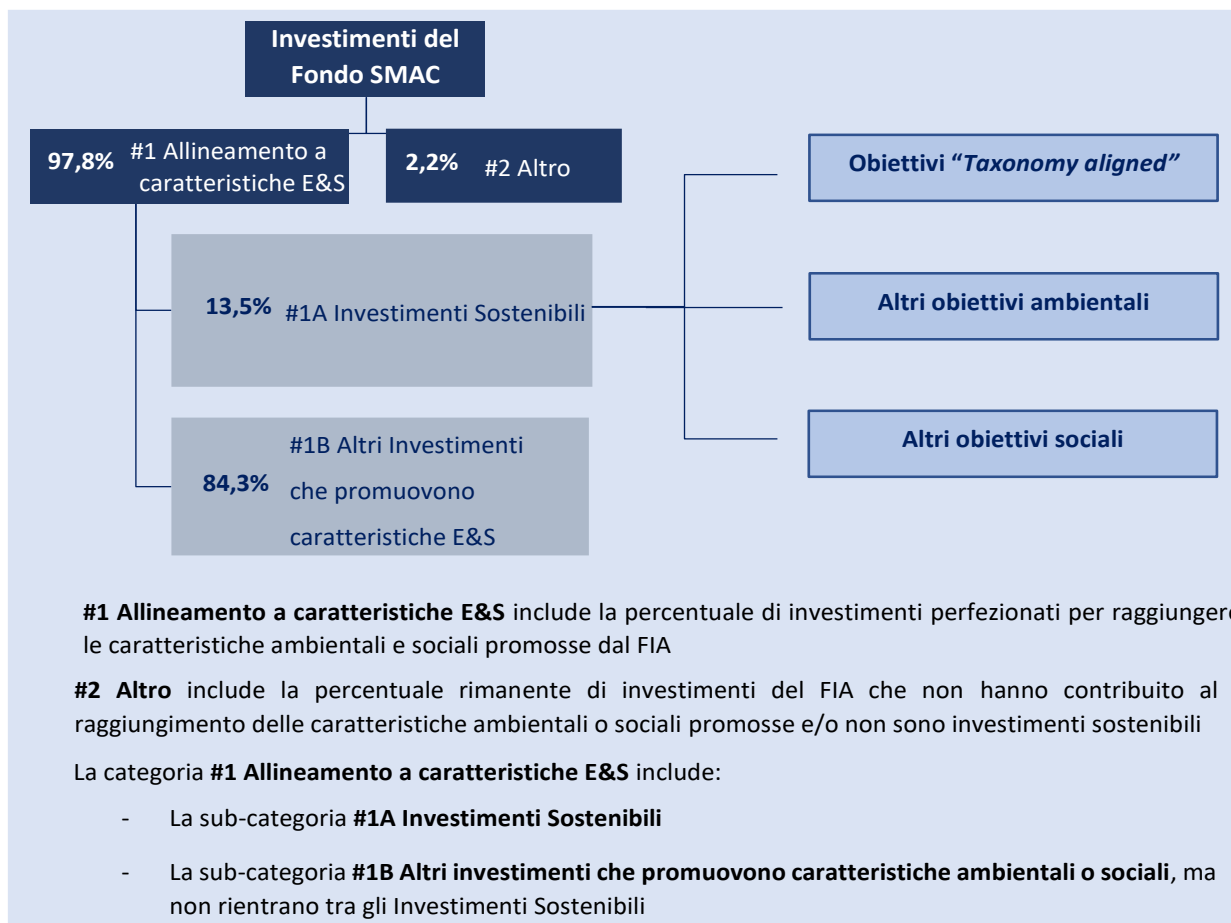 Investimenti del
Fondo SMAC
97,8% #1 Allineamento a
caratteristiche E&S
2,2% #2 Altro
Obiettivi “Taxonomy aligned”
13,5% #1A Investimenti Sostenibili
Altri obiettivi ambientali
#1B Altri Investimenti
84,3% che promuovono
caratteristiche E&S
Altri obiettivi sociali
#1 Allineamento a caratteristiche E&S include la percentuale di investimenti perfezionati per raggiungere
le caratteristiche ambientali e sociali promosse dal FIA
#2 Altro include la percentuale rimanente di investimenti del FIA che non hanno contribuito al
raggiungimento delle caratteristiche ambientali o sociali promosse e/o non sono investimenti sostenibili
La categoria #1 Allineamento a caratteristiche E&S include:
- La sub-categoria #1A Investimenti Sostenibili
- La sub-categoria #1B Altri investimenti che promuovono caratteristiche ambientali o sociali, ma
non rientrano tra gli Investimenti Sostenibili